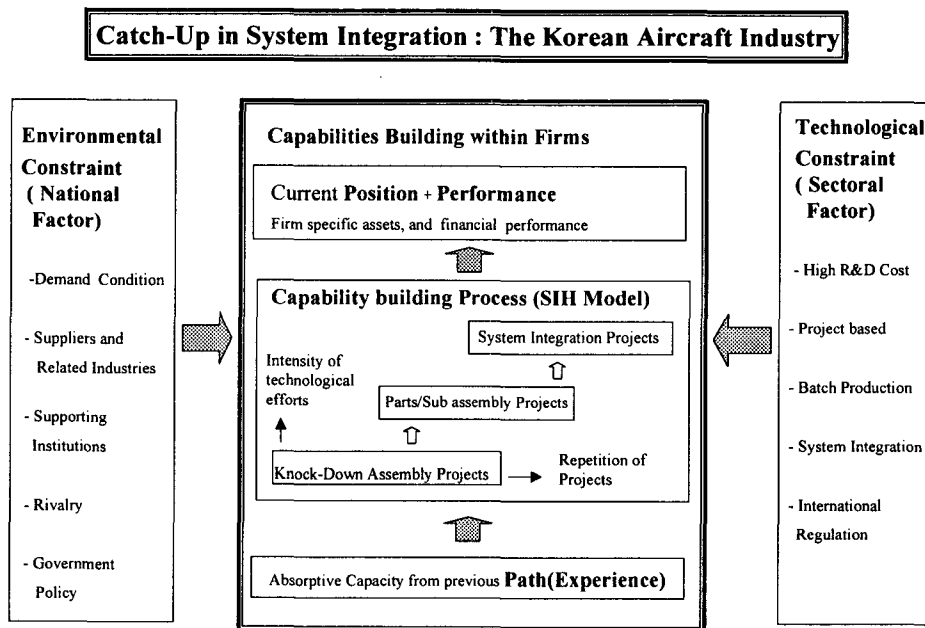 Catch-Up in System Integration : The Korean Aircraft Industry
Environmental
Constraint
( National
Factor)
-Demand Condition
- Suppliers and
Related Industries
- Supporting
Institutions
- Rivalry
- Government
Policy
Capabilities Building within Firms
Current Position + Performance
Firm specific assets, and financial performance
Capability building Process (SIH Model)
System Integration Projects
Intensity of
technological
efforts
Parts/Sub assembly Projects
Knock-Down Assembly Projects
Repetition of
Projects
Absorptive Capacity from previous Path(Experience)
Technological
Constraint
( Sectoral
Factor)
- High R&D Cost
- Project based
- Batch Production
- System Integration
- International
Regulation